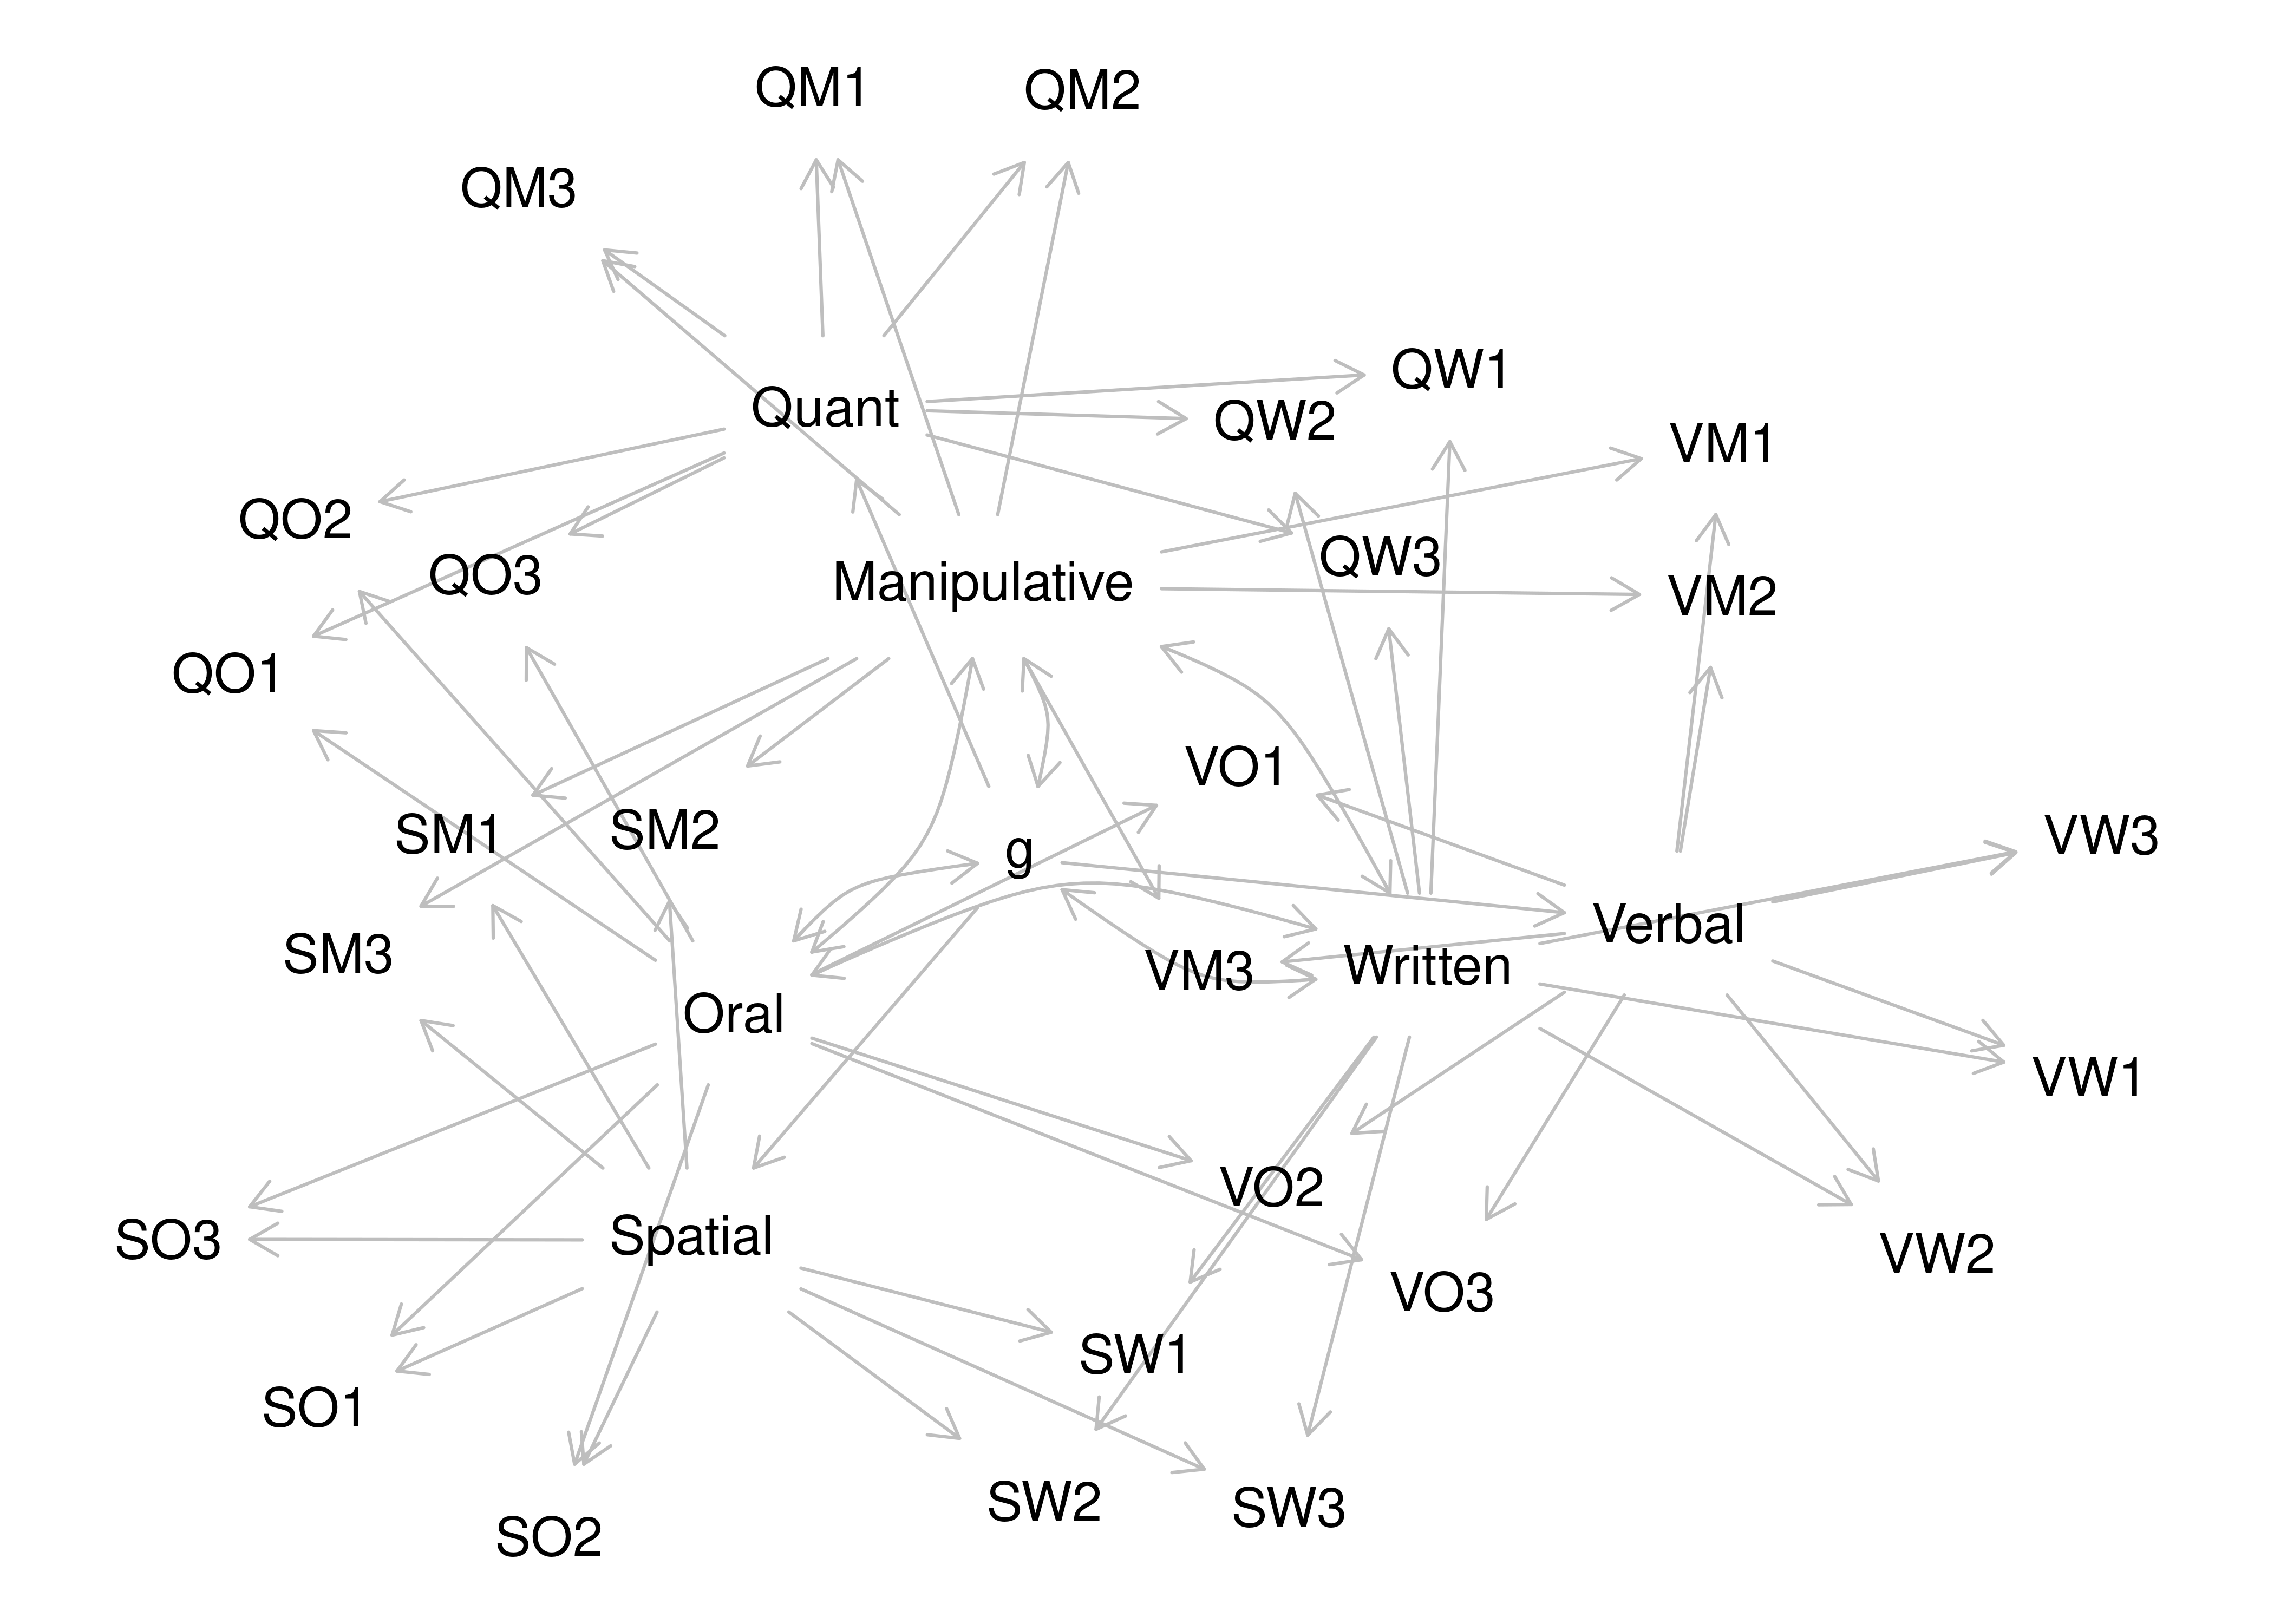 QM1
QM2
QM3
QW1
Quant
QW2
VM1
QO2
QW3
QO3
Manipulative
VM2
QO1
VO1
SM1
SM2
VW3
g
Verbal
SM3
Written
VM3
Oral
VW1
VO2
Spatial
SO3
VW2
VO3
SW1
SO1
SW2
SW3
SO2